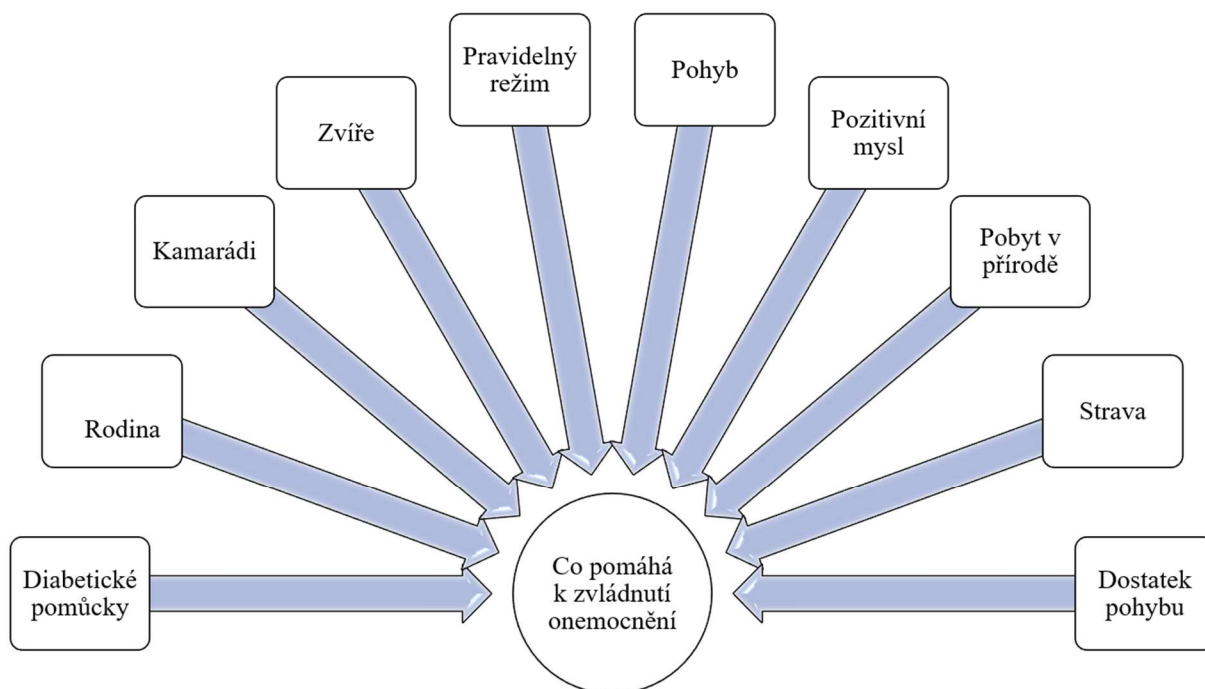 Pravidelný
režim
Pohyb
Zvíře
Pozitivní
mysl
Kamarádi
Pobyt v
přírodě
Rodina
Strava
Diabetické
pomůcky
Co pomáhá
k zvládnutí
onemocnění
Dostatek
pohybu